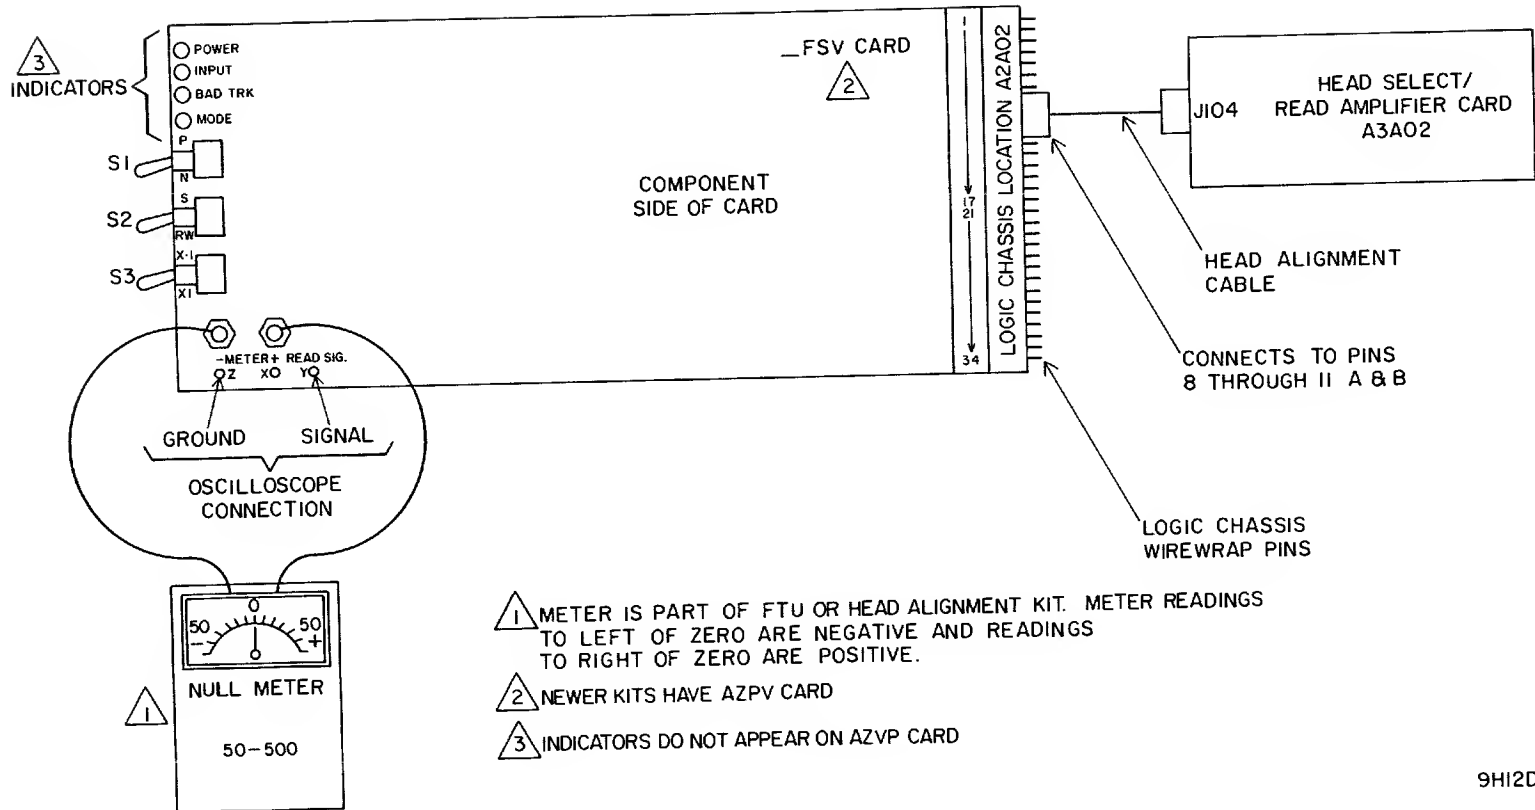 3
INDICATORS
POWER
INPUT
BAD TRK
MODE
P
S1
N
S
S2
RW
X·1
S3
X1
_FSV CARD
2
COMPONENT
SIDE OF CARD
1
17
21
34
LOGIC CHASSIS LOCATION A2A02
J104
HEAD SELECT/
READ AMPLIFIER CARD
A3A02
HEAD ALIGNMENT
CABLE
CONNECTS TO PINS
8 THROUGH 11 A & B
LOGIC CHASSIS
WIREWRAP PINS
-METER+ READ SIG.
Z X Y
GROUND SIGNAL
OSCILLOSCOPE
CONNECTION
0
50 50
- +
NULL METER
50-500
1
1 METER IS PART OF FTU OR HEAD ALIGNMENT KIT. METER READINGS
TO LEFT OF ZERO ARE NEGATIVE AND READINGS
TO RIGHT OF ZERO ARE POSITIVE.
2 NEWER KITS HAVE AZPV CARD
3 INDICATORS DO NOT APPEAR ON AZVP CARD
9H12D